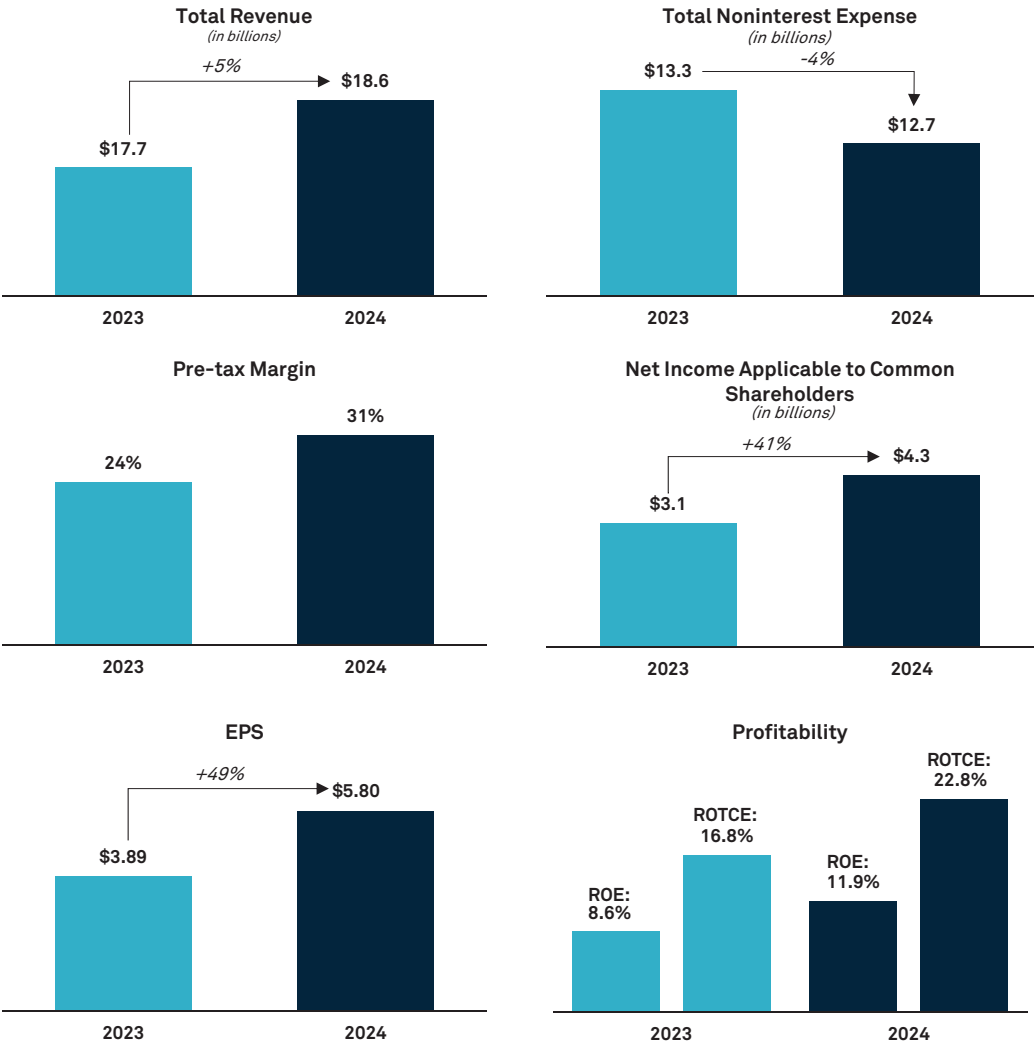 Total Revenue
(in billions)
+5%
$18.6
$17.7
2023
2024
Total Noninterest Expense
(in billions)
-4%
$13.3
$12.7
2023
2024
Pre-tax Margin
31%
24%
2023
2024
Net Income Applicable to Common
Shareholders
(in billions)
+41%
$4.3
$3.1
2023
2024
EPS
+49%
$5.80
$3.89
2023
2024
Profitability
ROE:
8.6%
ROTCE:
16.8%
ROE:
11.9%
ROTCE:
22.8%
2023
2024